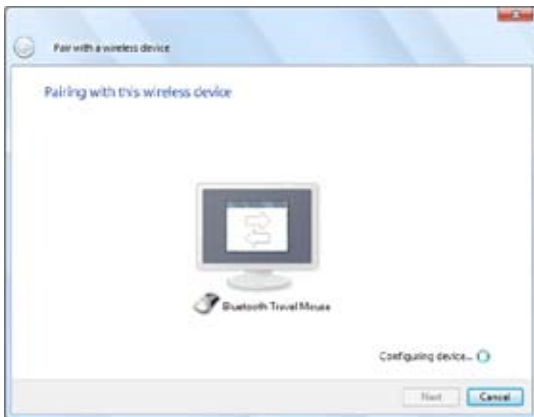 Pair with a wireless device
Pairing with this wireless device
Bluetooth Travel Mouse
Configuring device...
Next
Cancel